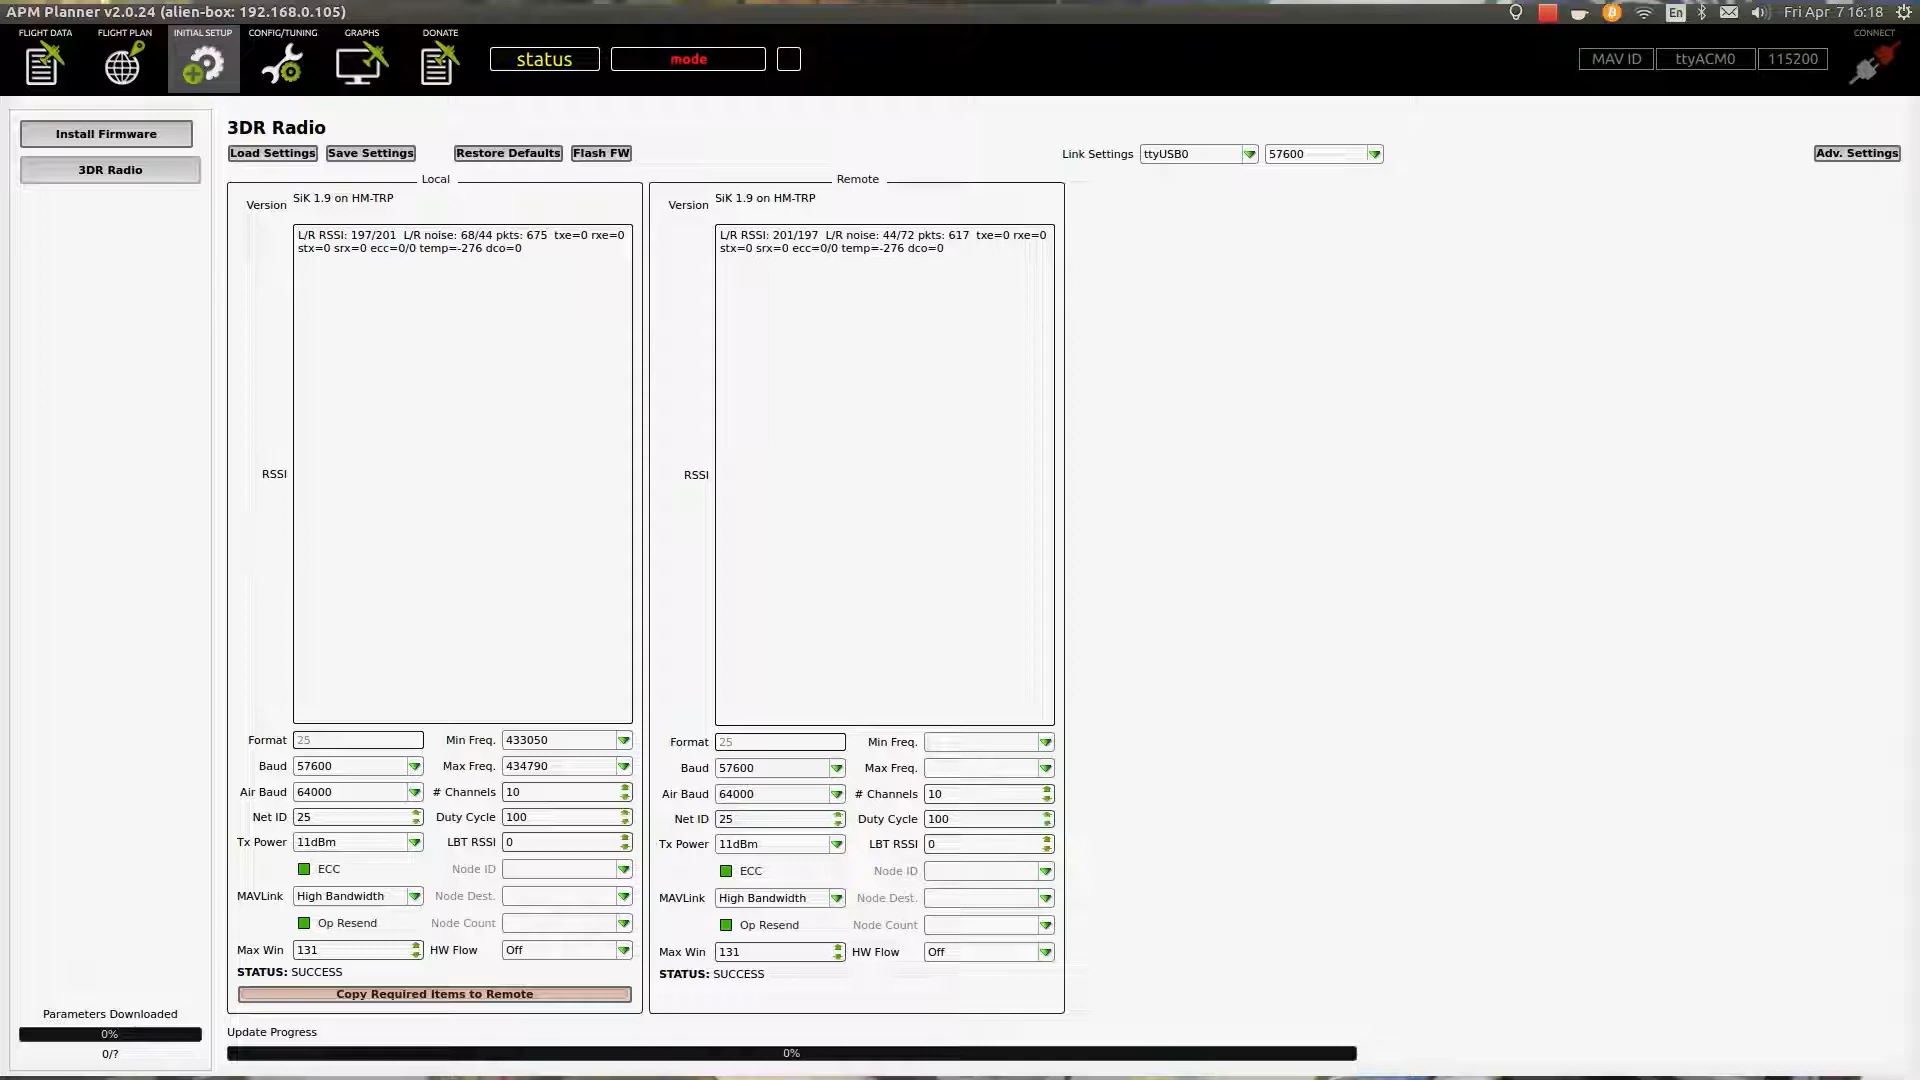 APM Planner v2.0.24 (alien-box: 192.168.0.105)
En
Fri Apr 7 16:18
FLIGHT DATA
FLIGHT PLAN
INITIAL SETUP
CONFIG/TUNING
GRAPHS
DONATE
status
mode
MAV ID
ttyACM0
115200
CONNECT
Install Firmware
3DR Radio
3DR Radio
Load Settings
Save Settings
Restore Defaults
Flash FW
Link Settings
ttyUSB0
57600
Adv. Settings
Local
Version
SiK 1.9 on HM-TRP
L/R RSSI: 197/201 L/R noise: 68/44 pkts: 675 txe=0 rxe=0
stx=0 srx=0 ecc=0/0 temp=-276 dco=0
RSSI
Format 25
Min Freq. 433050
Baud 57600
Max Freq. 434790
Air Baud 64000
# Channels 10
Net ID 25
Duty Cycle 100
Tx Power 11dBm
LBT RSSI 0
ECC
Node ID
MAVLink High Bandwidth
Node Dest.
Op Resend
Node Count
Max Win 131
HW Flow Off
STATUS: SUCCESS
Copy Required Items to Remote
Remote
Version
SiK 1.9 on HM-TRP
L/R RSSI: 201/197 L/R noise: 44/72 pkts: 617 txe=0 rxe=0
stx=0 srx=0 ecc=0/0 temp=-276 dco=0
RSSI
Format 25
Min Freq.
Baud 57600
Max Freq.
Air Baud 64000
# Channels 10
Net ID 25
Duty Cycle 100
Tx Power 11dBm
LBT RSSI 0
ECC
Node ID
MAVLink High Bandwidth
Node Dest.
Op Resend
Node Count
Max Win 131
HW Flow Off
STATUS: SUCCESS
Parameters Downloaded
0%
0/?
Update Progress
0%